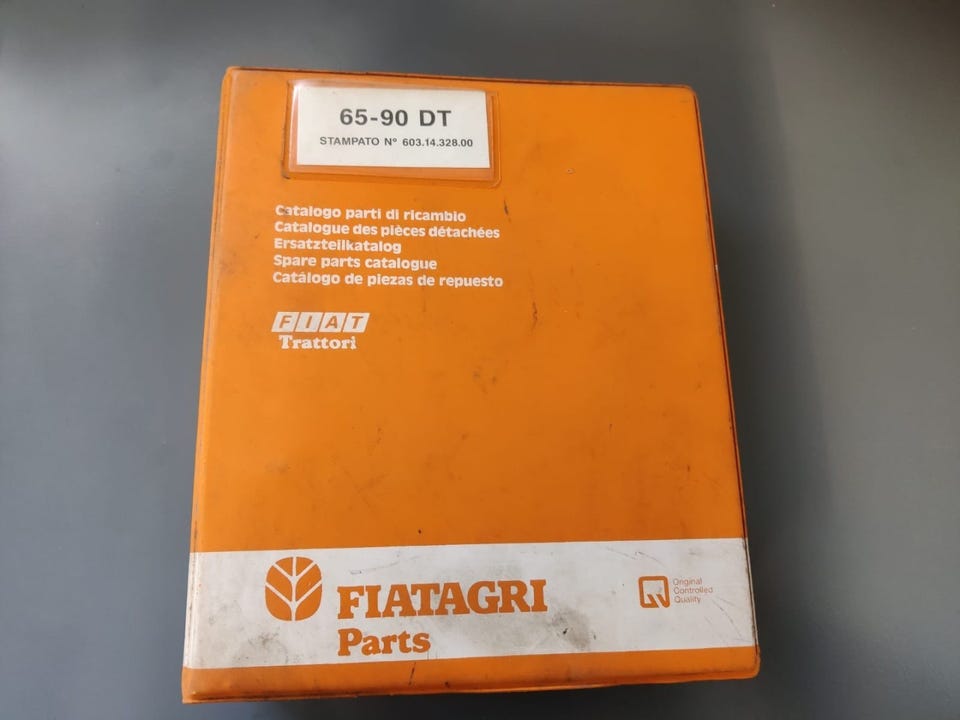 65-90 DT
STAMPATO N° 603.14.328.00
Catalogo parti di ricambio
Catalogue des pièces détachées
Ersatzteilkatalog
Spare parts catalogue
Catálogo de piezas de repuesto
FIAT
Trattori
FIATAGRI
Parts
Original
Controlled
Quality